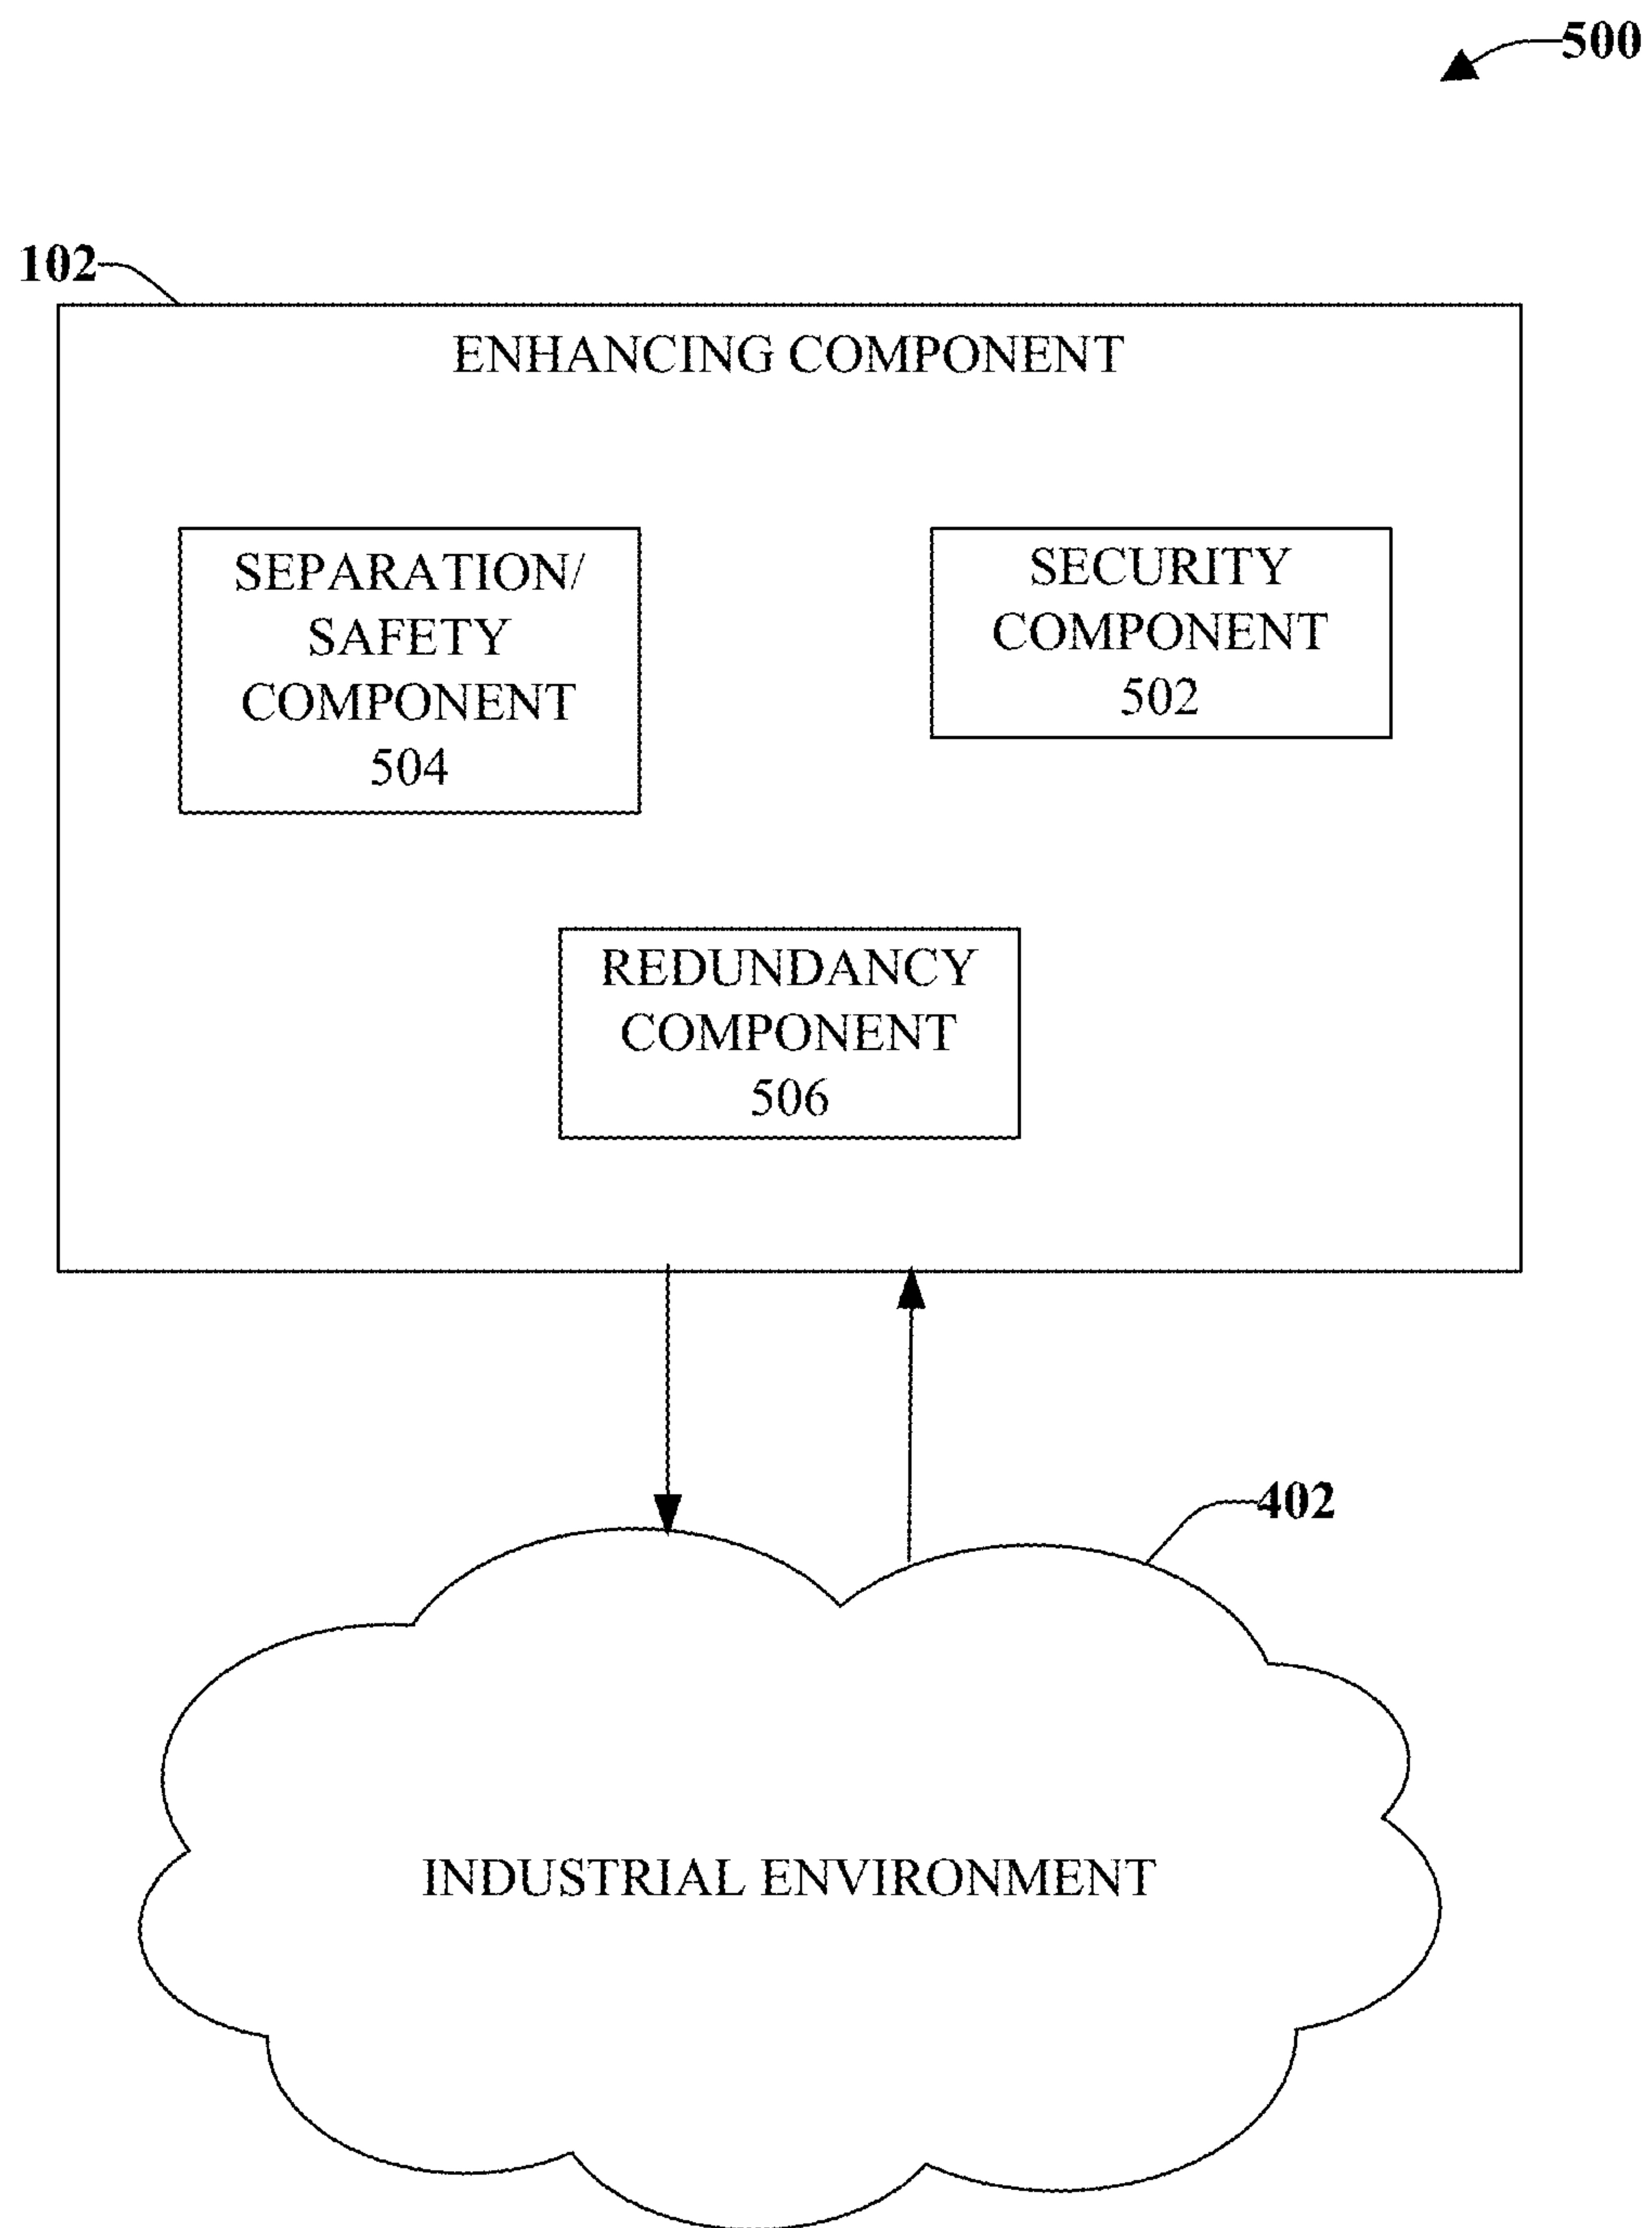 500
102
ENHANCING COMPONENT
SEPARATION/
SAFETY
COMPONENT
504
SECURITY
COMPONENT
502
REDUNDANCY
COMPONENT
506
402
INDUSTRIAL ENVIRONMENT